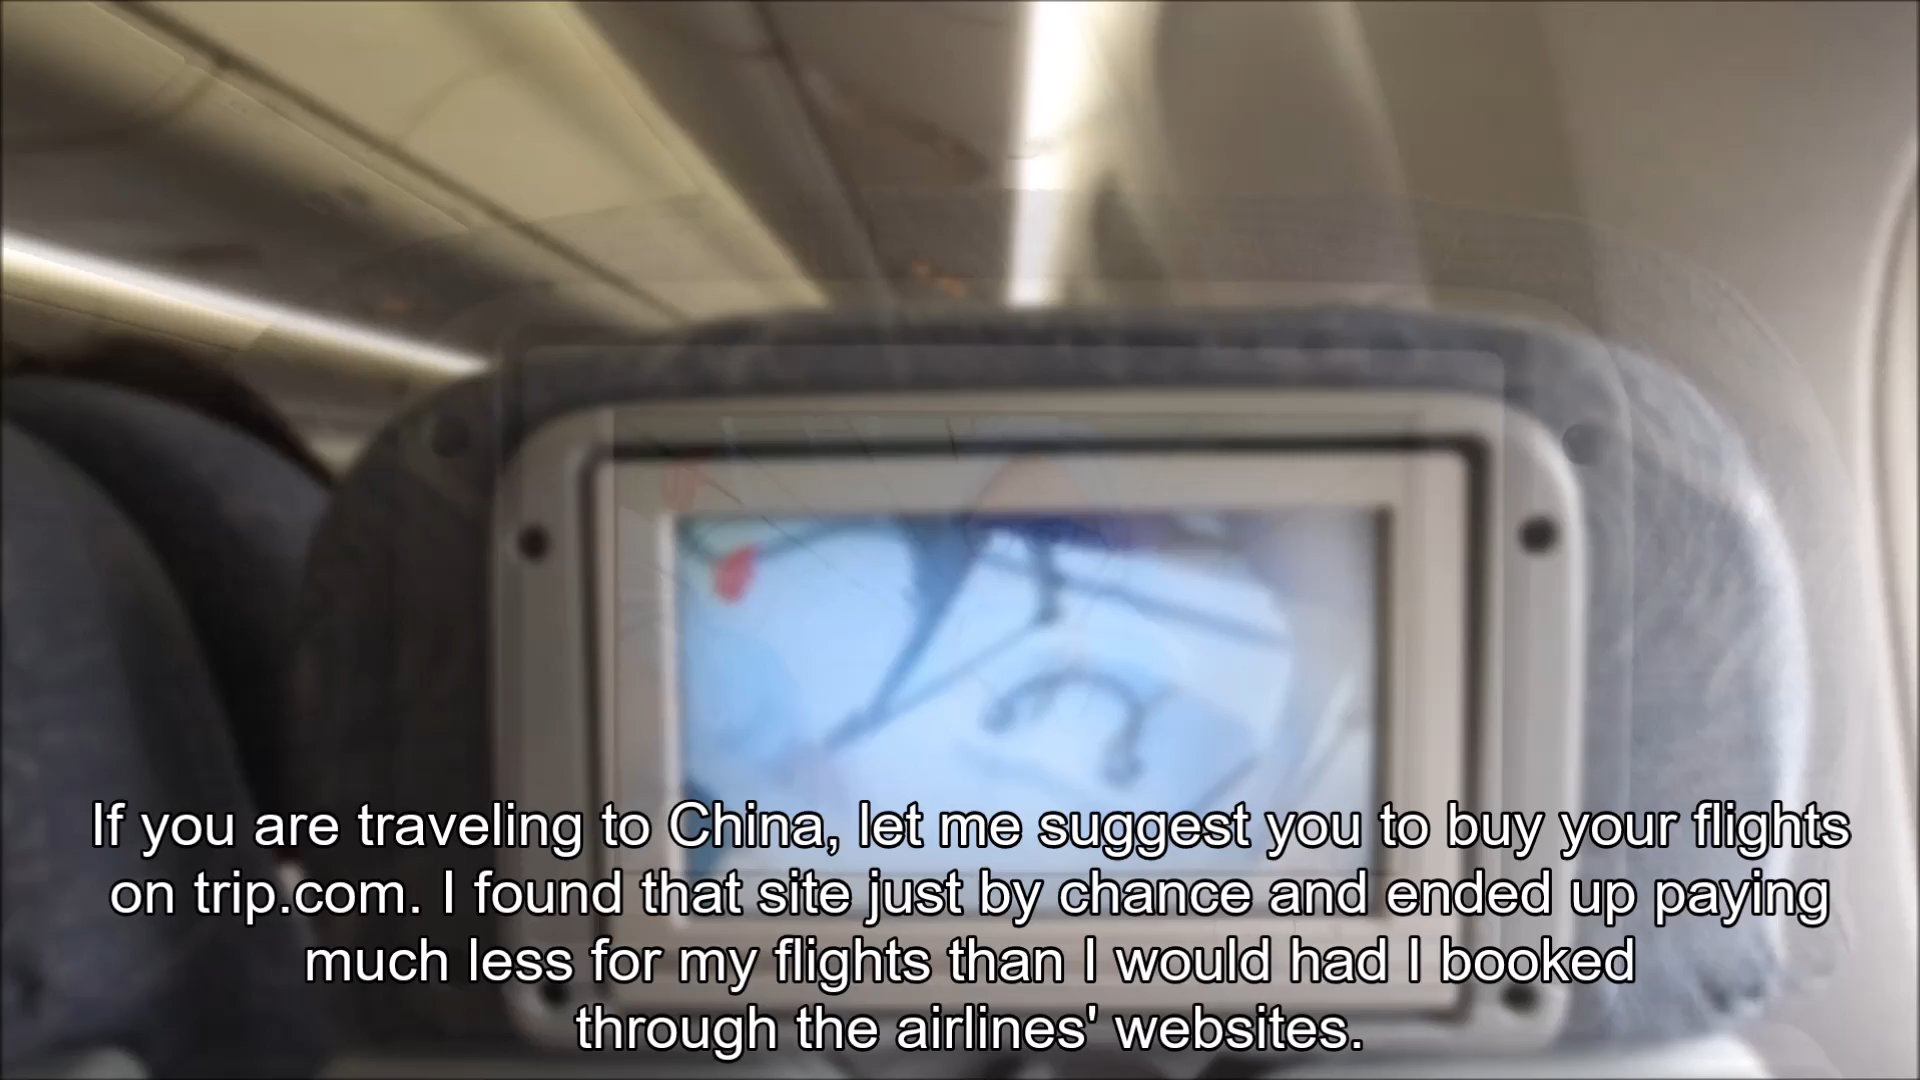 If you are traveling to China, let me suggest you to buy your flights
on trip.com. I found that site just by chance and ended up paying
much less for my flights than I would had I booked
through the airlines' websites.